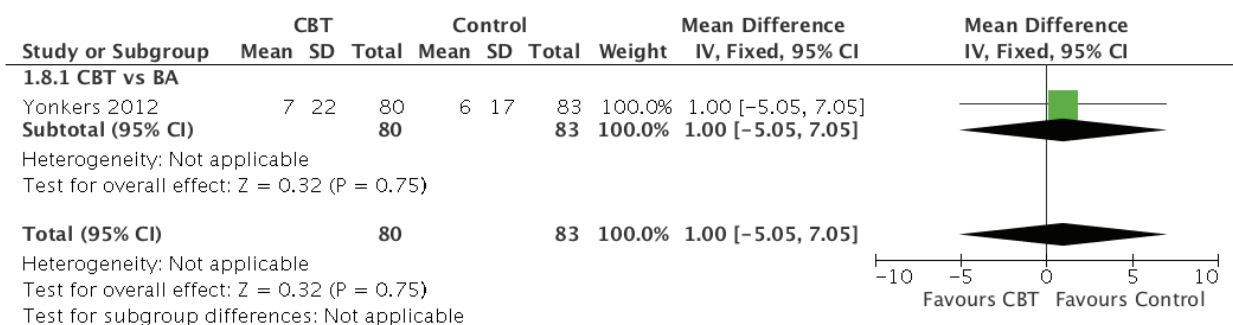 CBT Control Mean Difference Mean Difference
Study or Subgroup Mean SD Total Mean SD Total Weight IV, Fixed, 95% CI IV, Fixed, 95% CI
1.8.1 CBT vs BA
Yonkers 2012 7 22 80 6 17 83 100.0% 1.00 [-5.05, 7.05]
Subtotal (95% CI) 80 83 100.0% 1.00 [-5.05, 7.05]
Heterogeneity: Not applicable
Test for overall effect: Z = 0.32 (P = 0.75)
Total (95% CI) 80 83 100.0% 1.00 [-5.05, 7.05]
Heterogeneity: Not applicable
Test for overall effect: Z = 0.32 (P = 0.75)
Test for subgroup differences: Not applicable
-10 -5 0 5 10
Favours CBT Favours Control